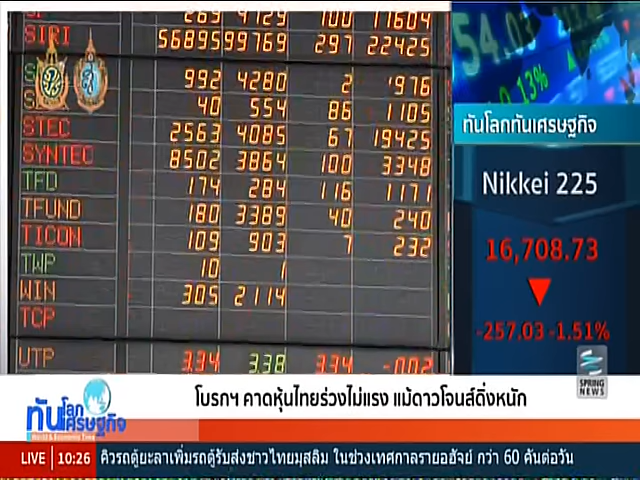 269 4729 100 11604
SIRI 56895 99769 297 22425
992 4280 2 1976
40 554 86 1105
STEC 2563 4085 67 19425
SYNTEC 8502 3864 100 3348
TFD 174 284 116 1171
TFUND 180 3389 40 240
TICON 109 903 7 232
TWP 10 1
WIN 305 2114
TCP
UTP 3.34 3.38 3.34 -0.02
54.03
0.13%
ทันโลกทันเศรษฐกิจ
Nikkei 225
16,708.73
-257.03 -1.51%
SPRING
NEWS
โบรกฯ คาดหุ้นไทยร่วงไม่แรง แม้ดาวโจนส์ดิ่งหนัก
ทันโลก
เศรษฐกิจ
World & Economic Time
LIVE 10:26 คิวรถตู้ยะลาเพิ่มรถตู้รับส่งชาวไทยมุสลิม ในช่วงเทศกาลรายอฮัจย์ กว่า 60 คันต่อวัน